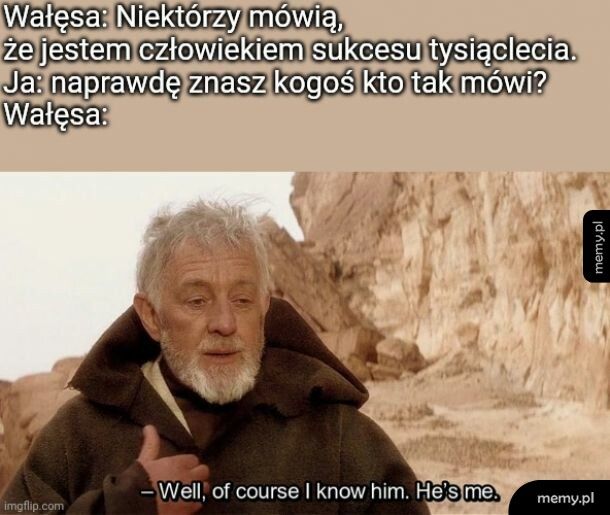 Wałęsa: Niektórzy mówią,
że jestem człowiekiem sukcesu tysiąclecia.
Ja: naprawdę znasz kogoś kto tak mówi?
Wałęsa:
memy.pl
– Well, of course I know him. He's me.
imgflip.com
memy.pl